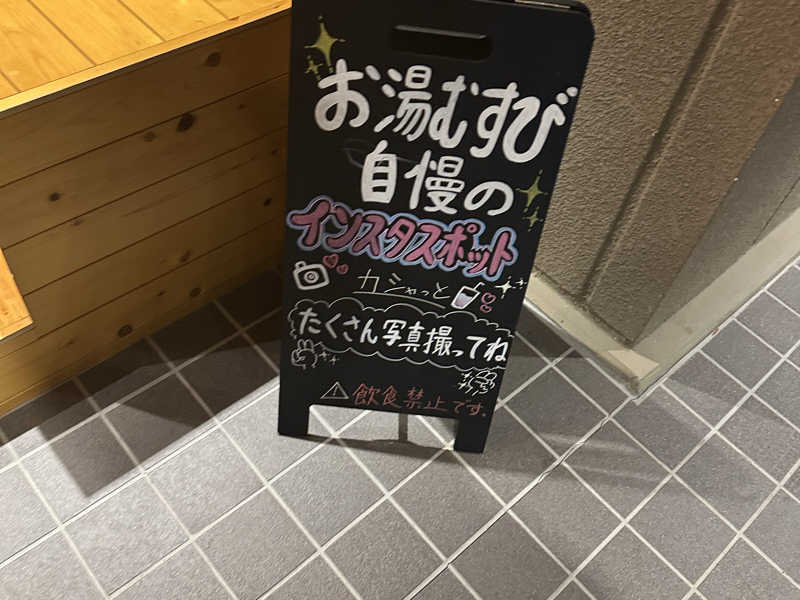 お湯むすび
自慢の
インスタスポット
カシャっと
たくさん写真撮ってね
⚠飲食禁止です。